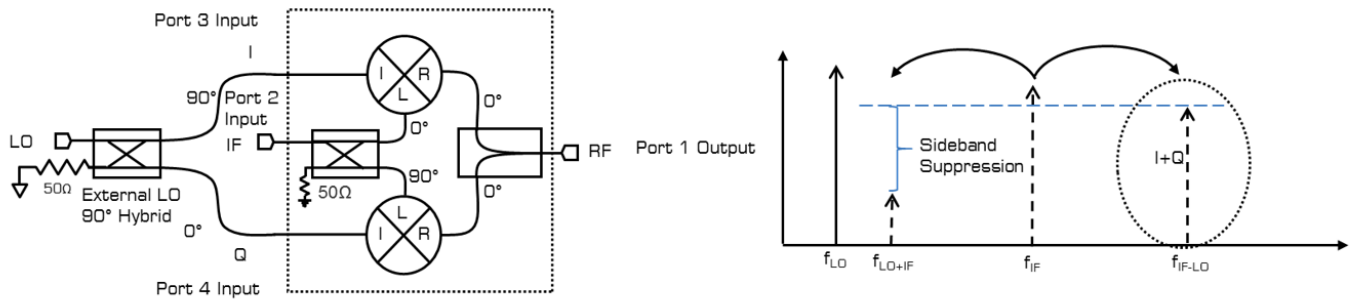 Port 3 Input
I
90°
Port 2
Input
LO
IF
50Ω
External LO
90° Hybrid
0°
Q
Port 4 Input
I
R
L
0°
0°
50Ω
90°
L
I
R
0°
RF
Port 1 Output
Sideband
Suppression
I+Q
fLO
fLO+IF
fIF
fIF-LO